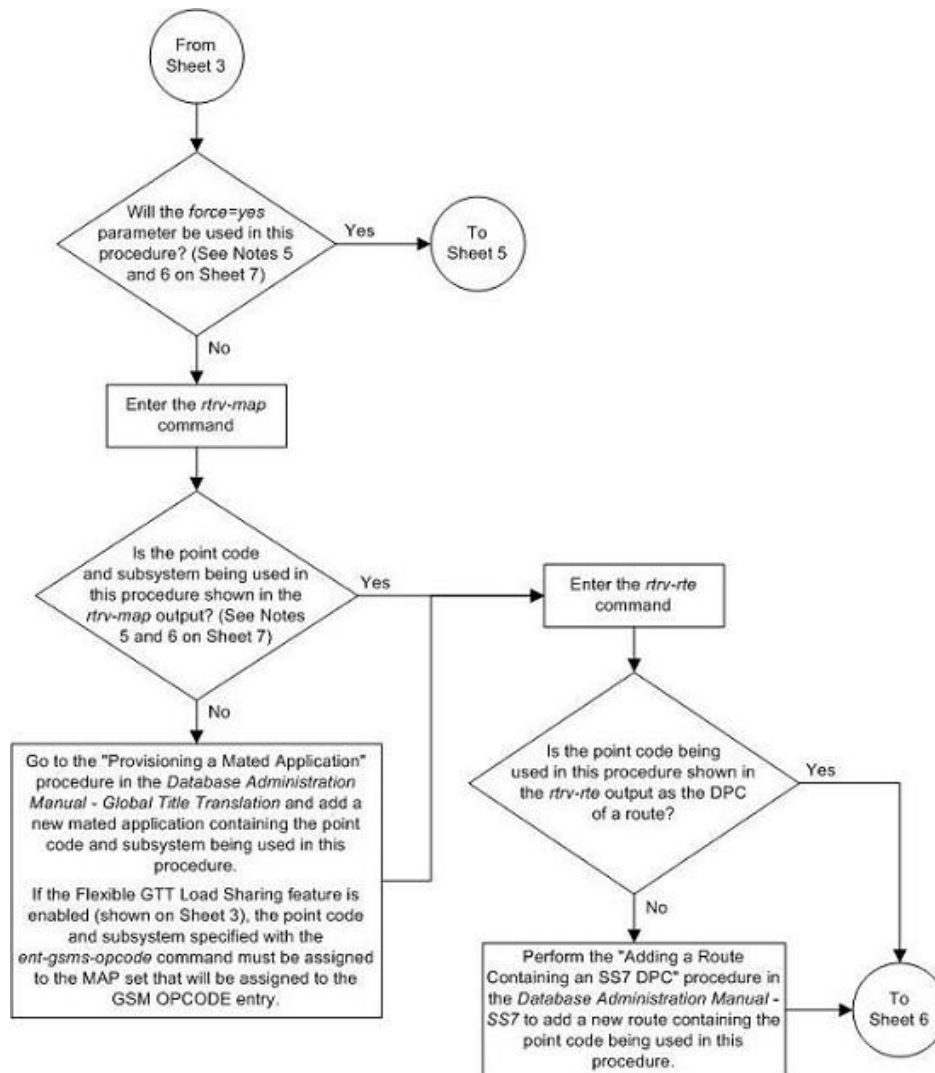 From
Sheet 3
Will the force=yes
parameter be used in this
procedure? (See Notes 5
and 6 on Sheet 7)
Yes
To
Sheet 5
No
Enter the rtrv-map
command
Is the point code
and subsystem being used in
this procedure shown in the
rtrv-map output? (See Notes
5 and 6 on Sheet 7)
Yes
Enter the rtrv-rte
command
No
Go to the "Provisioning a Mated Application"
procedure in the Database Administration
Manual - Global Title Translation and add a
new mated application containing the point
code and subsystem being used in this
procedure.
If the Flexible GTT Load Sharing feature is
enabled (shown on Sheet 3), the point code
and subsystem specified with the
ent-gsms-opcode command must be assigned
to the MAP set that will be assigned to the
GSM OPCODE entry.
Is the point code being
used in this procedure shown in
the rtrv-rte output as the DPC
of a route?
Yes
No
Perform the "Adding a Route
Containing an SS7 DPC" procedure in
the Database Administration Manual -
SS7 to add a new route containing the
point code being used in this
procedure.
To
Sheet 6